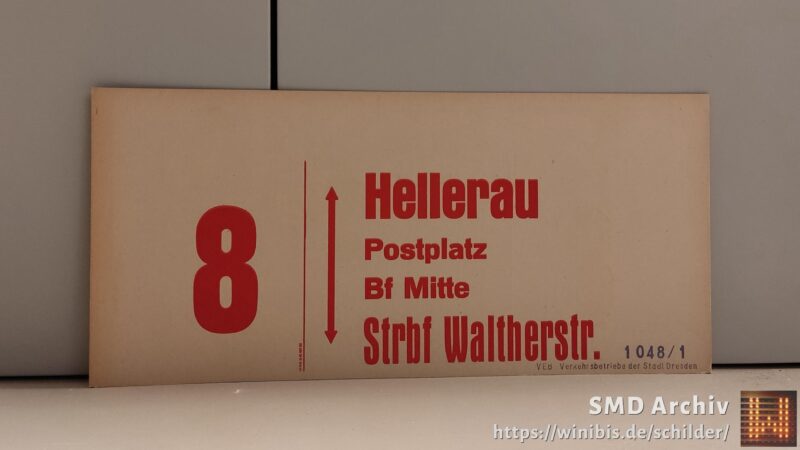 8
Hellerau
Postplatz
Bf Mitte
Strbf Waltherstr.
1048/1
VEB Verkehrsbetriebe der Stadt Dresden
SMD Archiv
https://winibis.de/schilder/